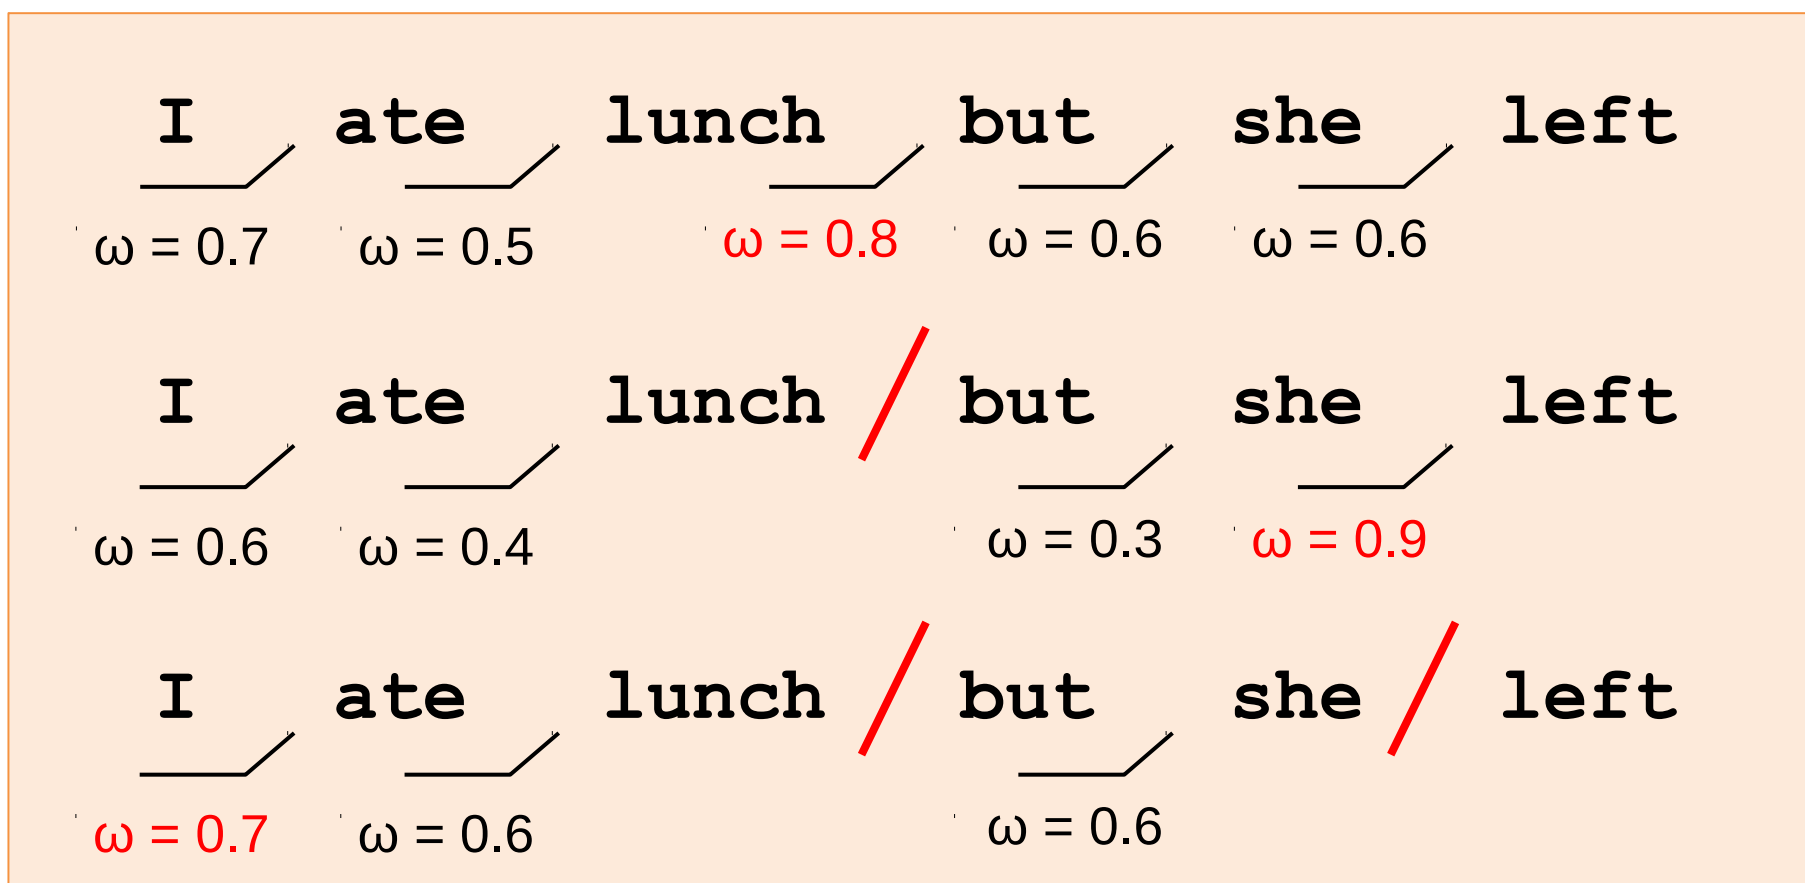 I ate lunch but she left
ω = 0.7 ω = 0.5 ω = 0.8 ω = 0.6 ω = 0.6
I ate lunch / but she left
ω = 0.6 ω = 0.4 ω = 0.3 ω = 0.9
I ate lunch / but she / left
ω = 0.7 ω = 0.6 ω = 0.6